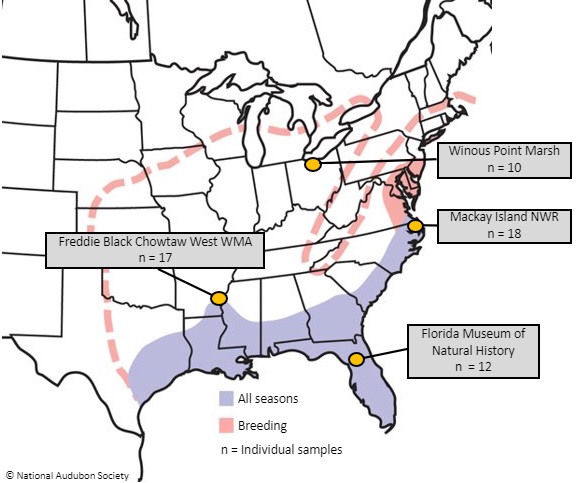 Winous Point Marsh
n = 10
Mackay Island NWR
n = 18
Freddie Black Chowtaw West WMA
n = 17
Florida Museum of
Natural History
n = 12
All seasons
Breeding
n = Individual samples
© National Audubon Society